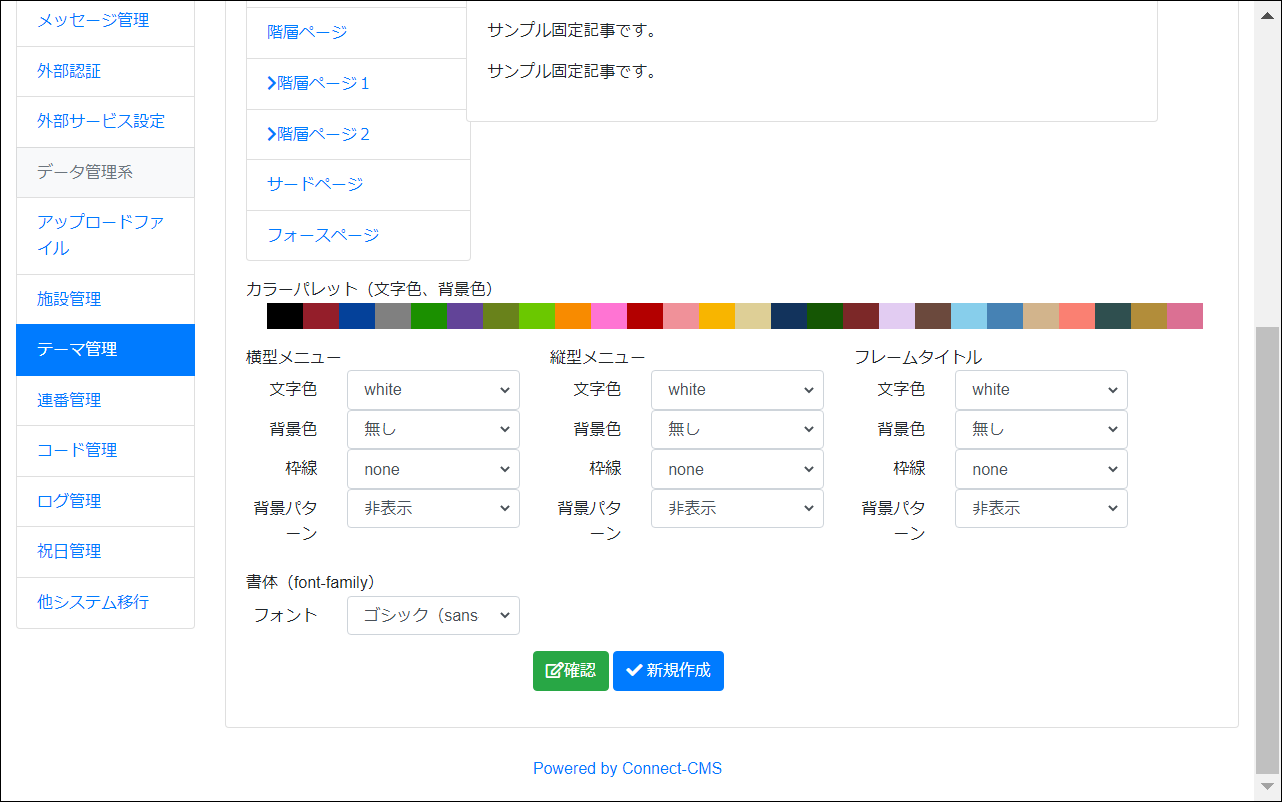 メッセージ管理
外部認証
外部サービス設定
データ管理系
アップロードファ
イル
施設管理
テーマ管理
連番管理
コード管理
ログ管理
祝日管理
他システム移行
階層ページ
階層ページ１
階層ページ２
サードページ
フォースページ
サンプル固定記事です。
サンプル固定記事です。
カラーパレット（文字色、背景色）
横型メニュー
文字色 white
背景色 無し
枠線 none
背景パタ
ーン 非表示
縦型メニュー
文字色 white
背景色 無し
枠線 none
背景パタ
ーン 非表示
フレームタイトル
文字色 white
背景色 無し
枠線 none
背景パタ
ーン 非表示
書体（font-family）
フォント ゴシック（sans
確認 新規作成
Powered by Connect-CMS